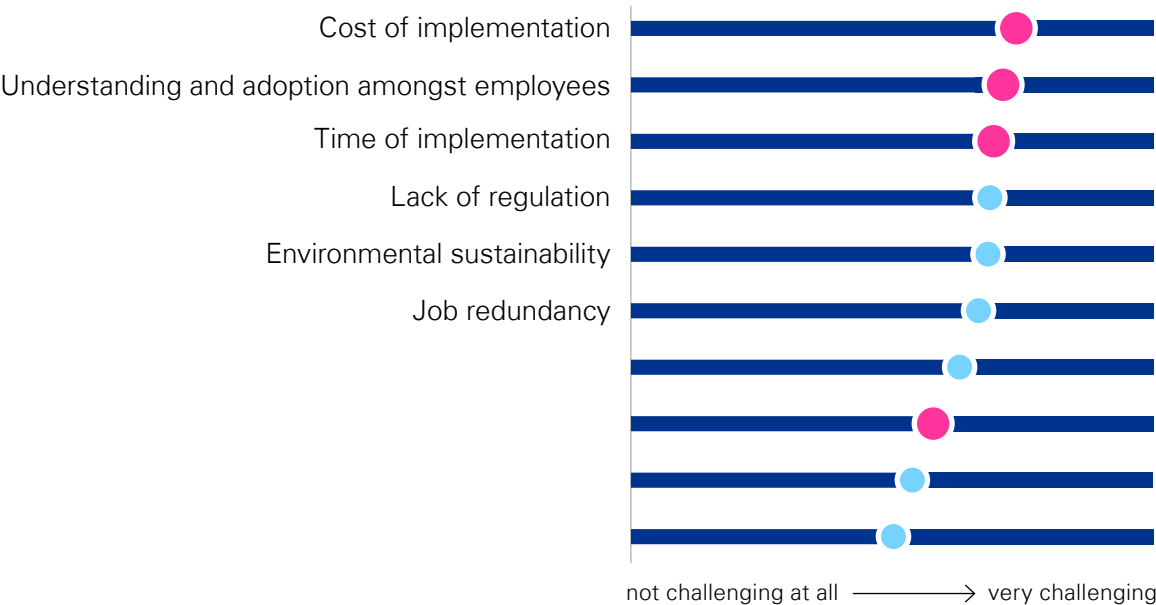 Cost of implementation
Understanding and adoption amongst employees
Time of implementation
Lack of regulation
Environmental sustainability
Job redundancy
not challenging at all
very challenging